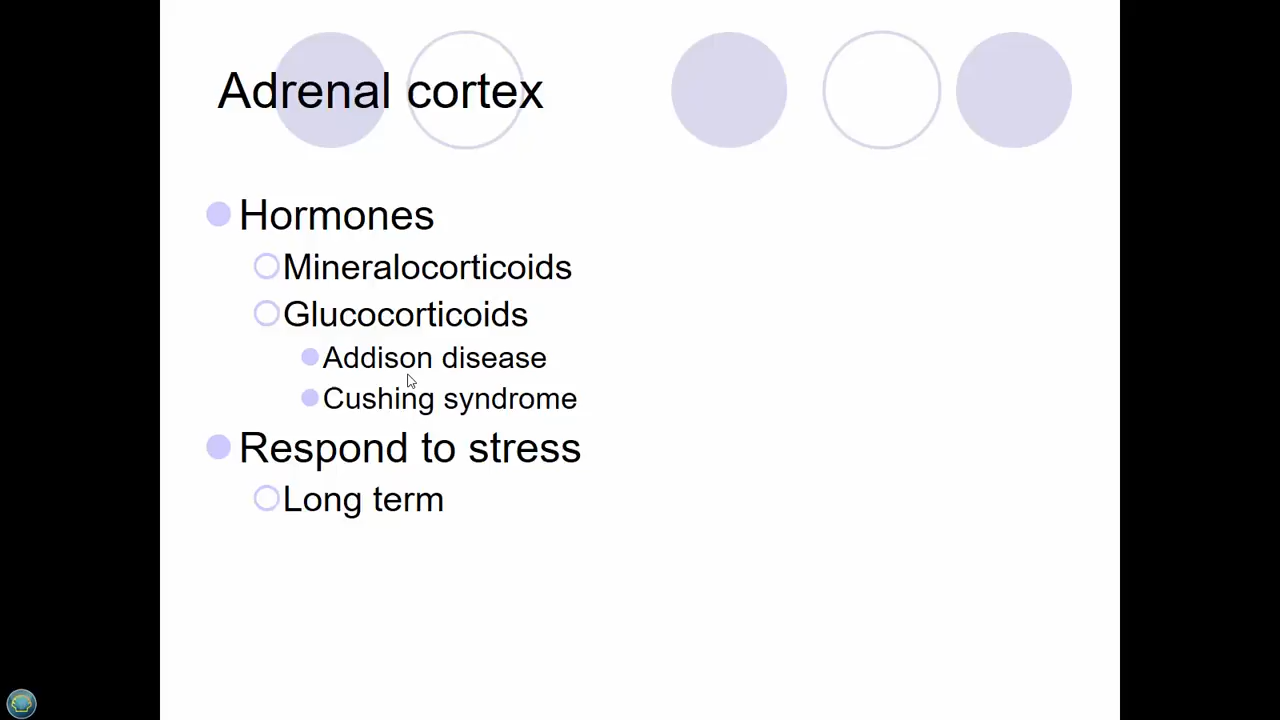 Adrenal cortex
Hormones
Mineralocorticoids
Glucocorticoids
Addison disease
Cushing syndrome
Respond to stress
Long term